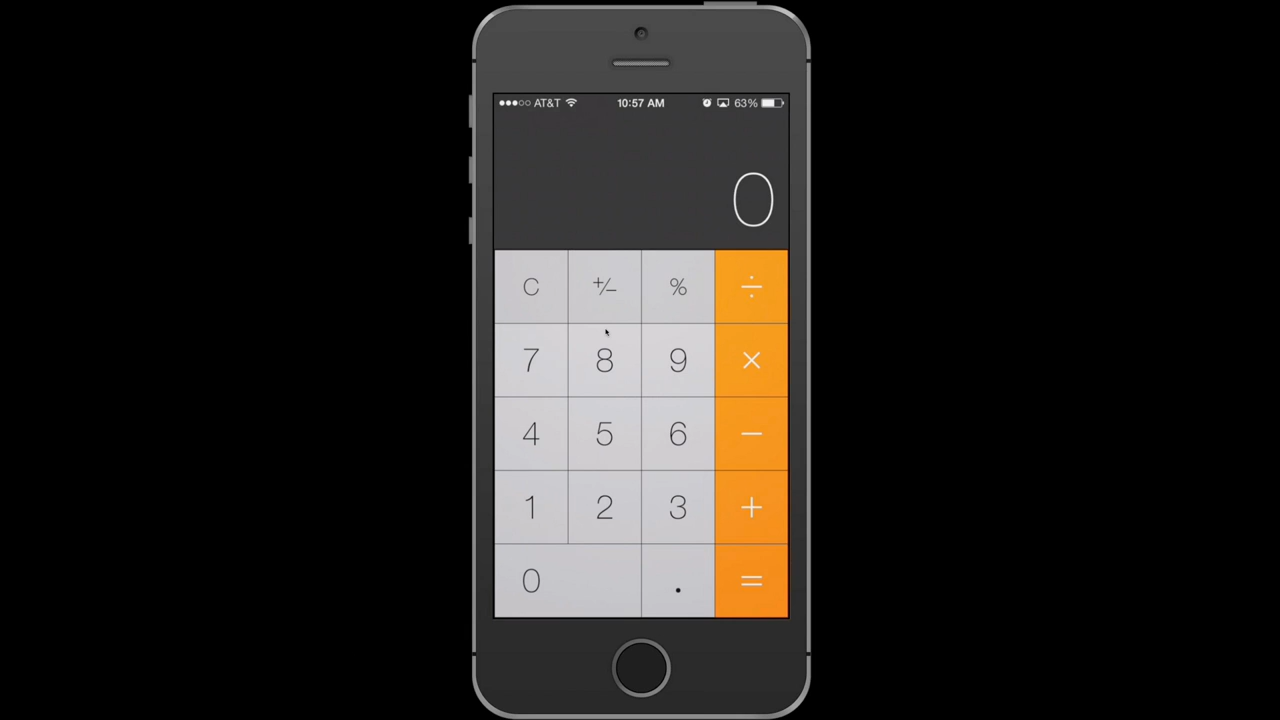 AT&T 10:57 AM 63%
0
C +/− % ÷
7 8 9 ×
4 5 6 −
1 2 3 +
0 . =